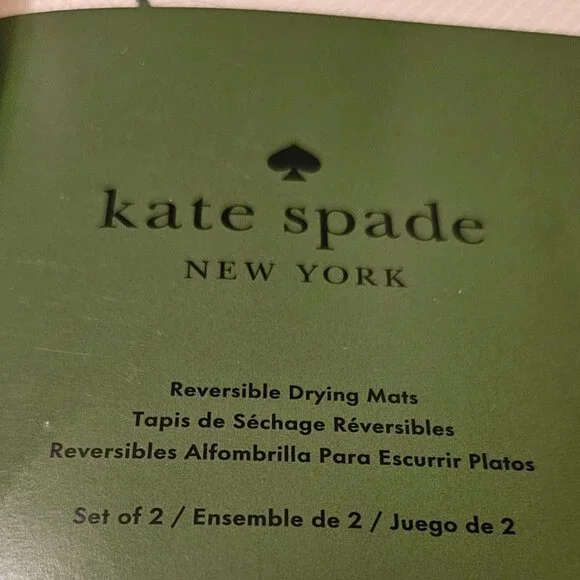 kate spade
NEW YORK
Reversible Drying Mats
Tapis de Séchage Réversibles
Reversibles Alfombrilla Para Escurrir Platos
Set of 2 / Ensemble de 2 / Juego de 2